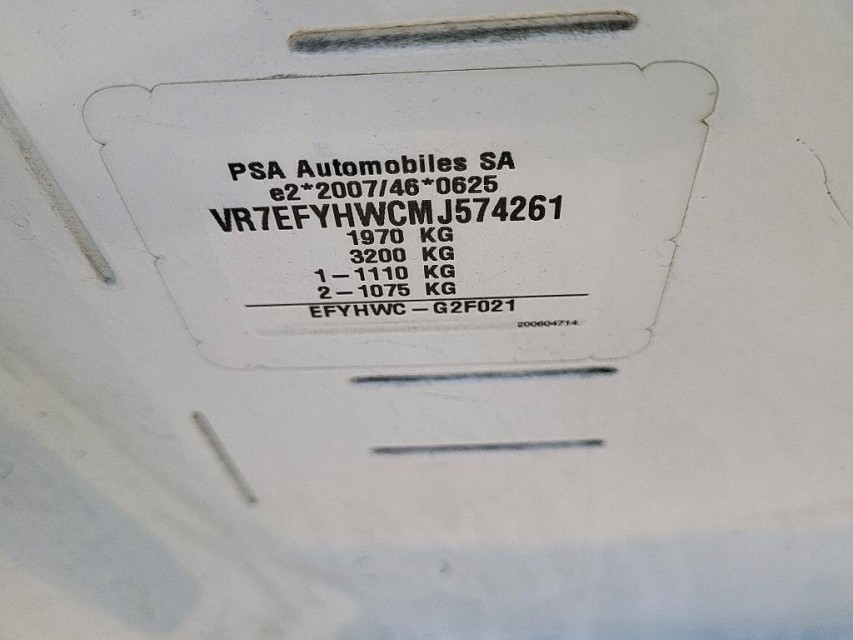 PSA Automobiles SA
e2*2007/46*0625
VR7EFYHWCMJ574261
1970 KG
3200 KG
1-1110 KG
2-1075 KG
EFYHWC-G2F021
200604714